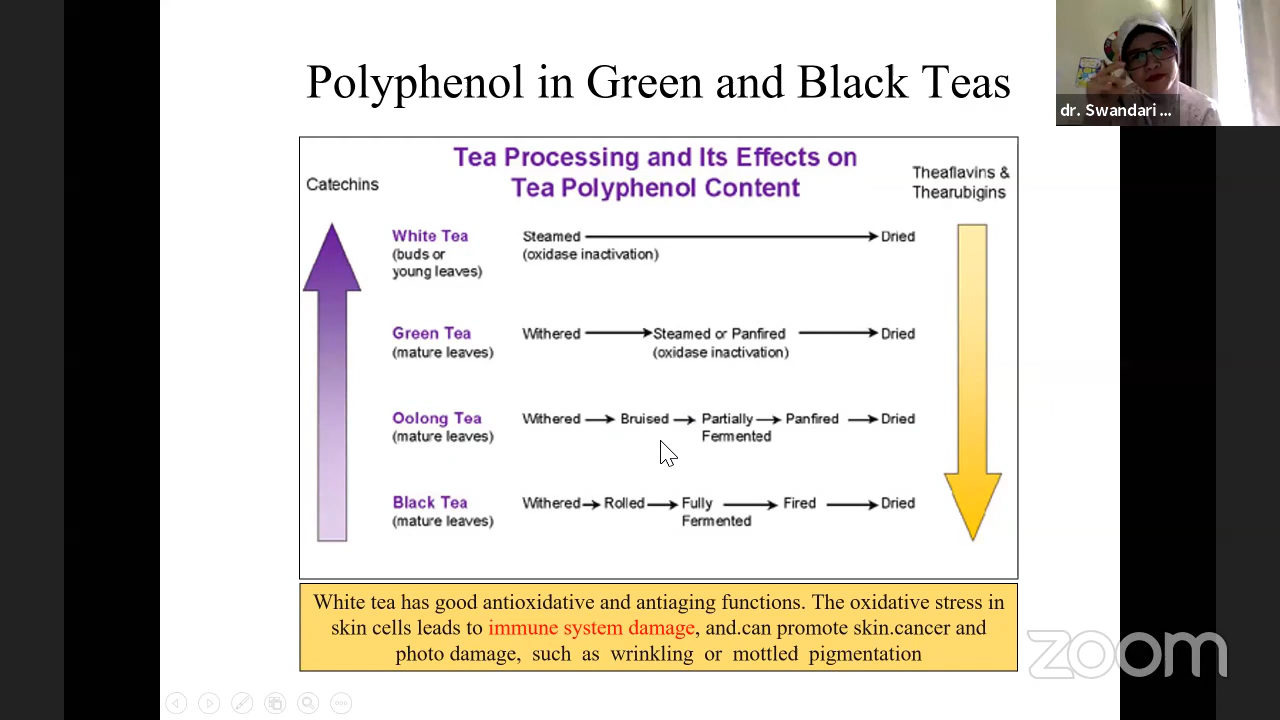 Polyphenol in Green and Black Teas
dr. Swandari ...
Tea Processing and Its Effects on
Tea Polyphenol Content
Catechins
Theaflavins &
Thearubigins
White Tea
(buds or
young leaves)
Steamed
(oxidase inactivation)
Dried
Green Tea
(mature leaves)
Withered
Steamed or Panfired
(oxidase inactivation)
Dried
Oolong Tea
(mature leaves)
Withered
Bruised
Partially
Fermented
Panfired
Dried
Black Tea
(mature leaves)
Withered
Rolled
Fully
Fermented
Fired
Dried
White tea has good antioxidative and antiaging functions. The oxidative stress in
skin cells leads to immune system damage, and.can promote skin.cancer and
photo damage, such as wrinkling or mottled pigmentation
zoom